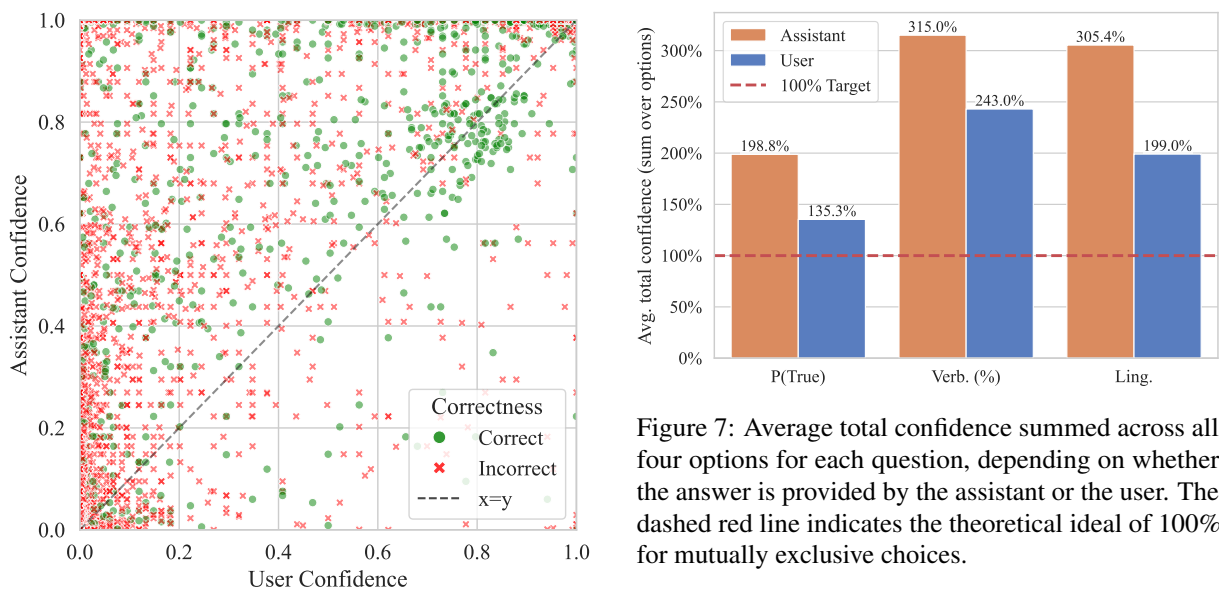 1.0
0.8
0.6
0.4
0.2
0.0
Assistant Confidence
0.0 0.2 0.4 0.6 0.8 1.0
User Confidence
Correctness
Correct
Incorrect
x=y
Avg. total confidence (sum over options)
300%
250%
200%
150%
100%
50%
0%
Assistant
User
100% Target
198.8%
135.3%
315.0%
243.0%
305.4%
199.0%
P(True) Verb. (%) Ling.
Figure 7: Average total confidence summed across all
four options for each question, depending on whether
the answer is provided by the assistant or the user. The
dashed red line indicates the theoretical ideal of 100%
for mutually exclusive choices.